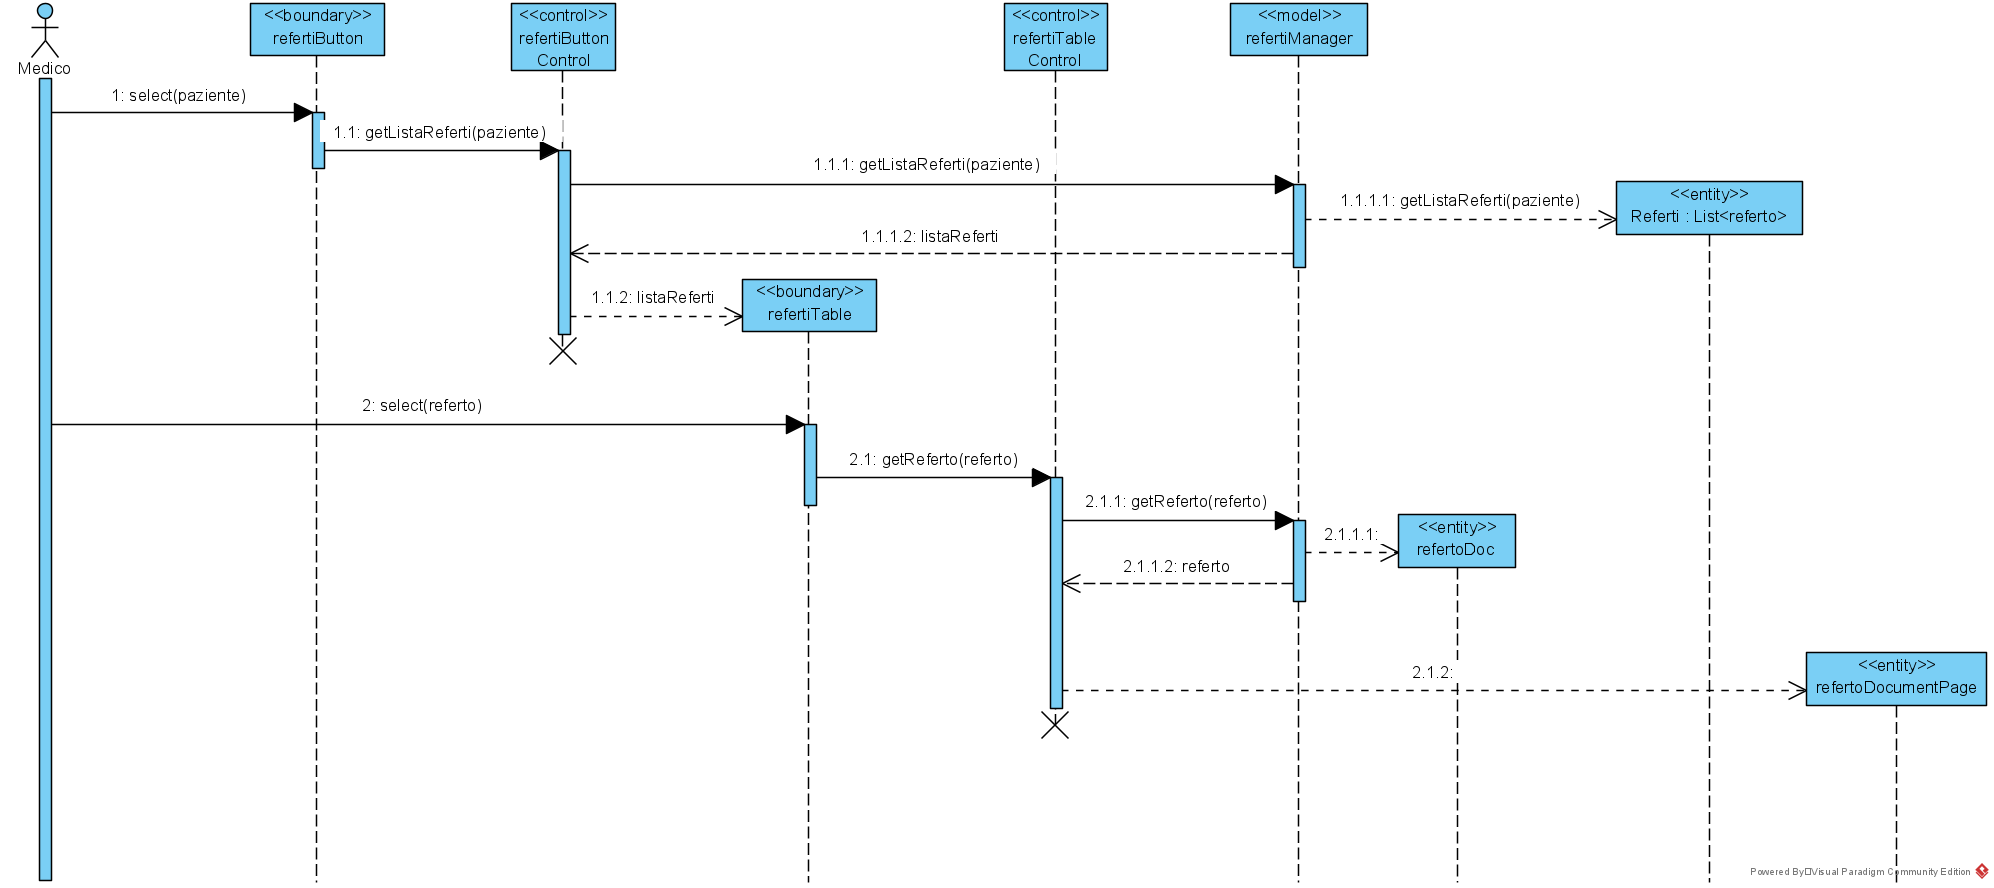 <<boundary>>
refertiButton
<<control>>
refertiButton
Control
<<control>>
refertiTable
Control
<<model>>
refertiManager
Medico
1: select(paziente)
1.1: getListaReferti(paziente)
1.1.1: getListaReferti(paziente)
1.1.1.1: getListaReferti(paziente)
<<entity>>
Referti : List<referto>
1.1.1.2: listaReferti
1.1.2: listaReferti
<<boundary>>
refertiTable
2: select(referto)
2.1: getReferto(referto)
2.1.1: getReferto(referto)
2.1.1.1:
<<entity>>
refertoDoc
2.1.1.2: referto
2.1.2:
<<entity>>
refertoDocumentPage
Powered By Visual Paradigm Community Edition